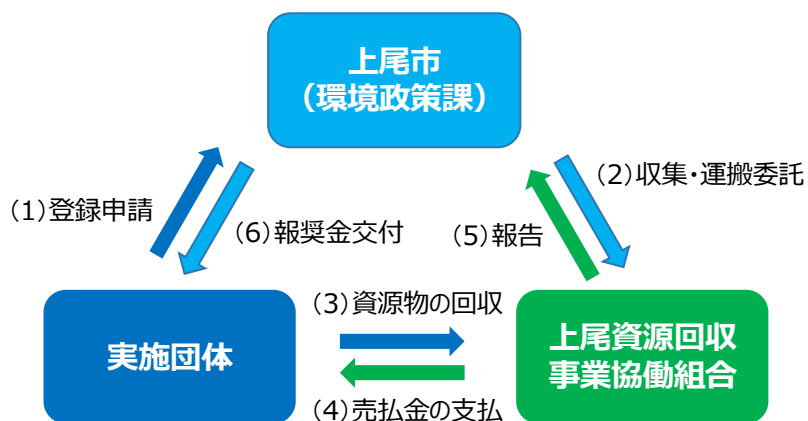 上尾市
（環境政策課）
（1）登録申請
（2）収集・運搬委託
（6）報奨金交付
（5）報告
（3）資源物の回収
実施団体
上尾資源回収
事業協働組合
（4）売払金の支払